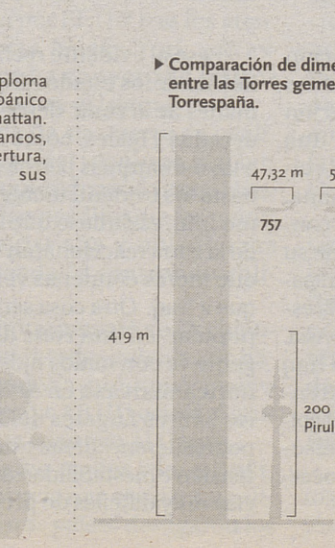 ploma
pánico
hattan.
ancos,
ertura,
sus
▶ Comparación de dime
entre las Torres geme
Torrespaña.
47,32 m
5
757
419 m
200
Pirul